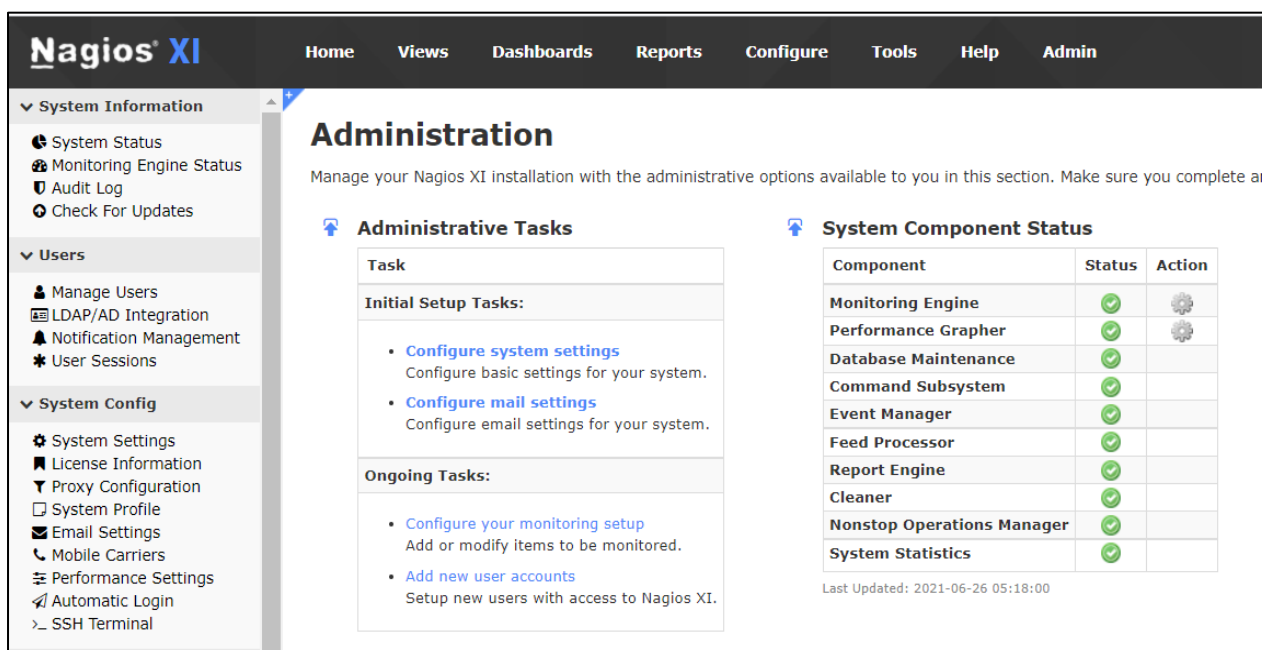 Nagios® XI
Home Views Dashboards Reports Configure Tools Help Admin
System Information
System Status
Monitoring Engine Status
Audit Log
Check For Updates
Users
Manage Users
LDAP/AD Integration
Notification Management
User Sessions
System Config
System Settings
License Information
Proxy Configuration
System Profile
Email Settings
Mobile Carriers
Performance Settings
Automatic Login
SSH Terminal
Administration
Manage your Nagios XI installation with the administrative options available to you in this section. Make sure you complete
Administrative Tasks
Task
Initial Setup Tasks:
• Configure system settings
Configure basic settings for your system.
• Configure mail settings
Configure email settings for your system.
Ongoing Tasks:
• Configure your monitoring setup
Add or modify items to be monitored.
• Add new user accounts
Setup new users with access to Nagios XI.
System Component Status
Component Status Action
Monitoring Engine
Performance Grapher
Database Maintenance
Command Subsystem
Event Manager
Feed Processor
Report Engine
Cleaner
Nonstop Operations Manager
System Statistics
Last Updated: 2021-06-26 05:18:00